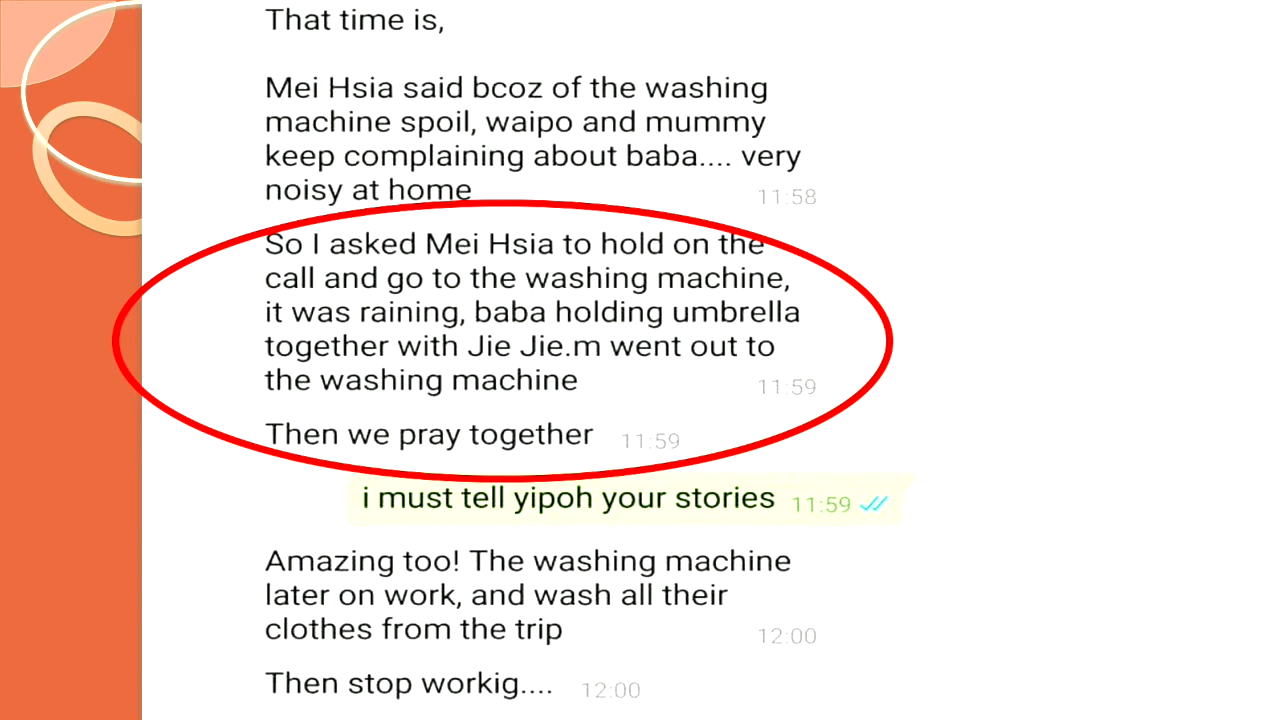 That time is,
Mei Hsia said bcoz of the washing
machine spoil, waipo and mummy
keep complaining about baba.... very
noisy at home 11:58
So I asked Mei Hsia to hold on the
call and go to the washing machine,
it was raining, baba holding umbrella
together with Jie Jie.m went out to
the washing machine 11:59
Then we pray together 11:59
i must tell yipoh your stories 11:59
Amazing too! The washing machine
later on work, and wash all their
clothes from the trip 12:00
Then stop workig.... 12:00